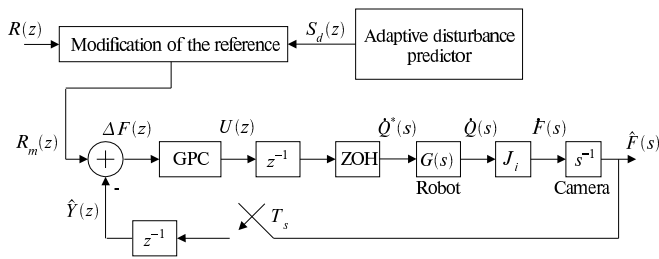 R(z)
Modification of the reference
S_d(z)
Adaptive disturbance
predictor
R_m(z)
ΔF(z)
+
-
GPC
U(z)
z⁻¹
ZOH
Q̇*(s)
G(s)
Robot
Q̇(s)
J_i
Ḟ(s)
s⁻¹
Camera
F̂(s)
Ŷ(z)
z⁻¹
T_s